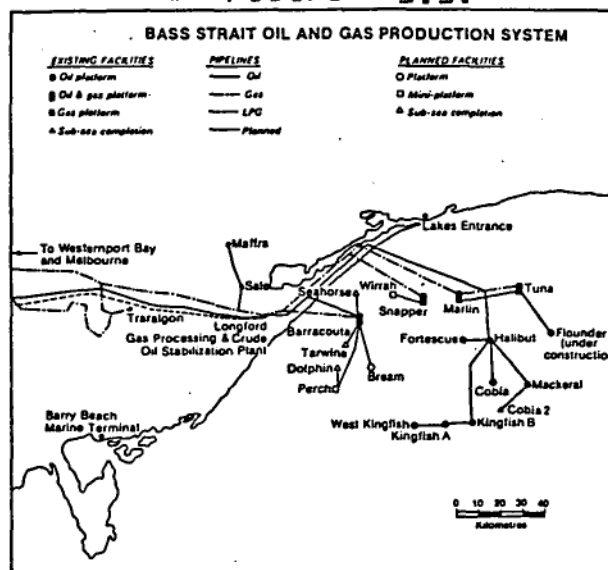 BASS STRAIT OIL AND GAS PRODUCTION SYSTEM
EXISTING FACILITIES
Oil platform
Oil & gas platform
Gas platform
Sub-sea completion
PIPELINES
Oil
Gas
LPG
Planned
PLANNED FACILITIES
Platform
Mini-platform
Sub-sea completion
Lakes Entrance
Maffra
To Westernport Bay
and Melbourne
Sale
Seahorse
Wirrah
Snapper
Marlin
Tuna
Traralgon
Longford
Gas Processing & Crude
Oil Stabilization Plant
Barracouta
Tarwine
Dolphin
Perch
Bream
Fortescue
Halibut
Flounder
(under
construction
Cobia
Mackeral
Cobia 2
West Kingfish
Kingfish A
Kingfish B
Barry Beach
Marine Terminal
0 10 20 30 40
Kilometres